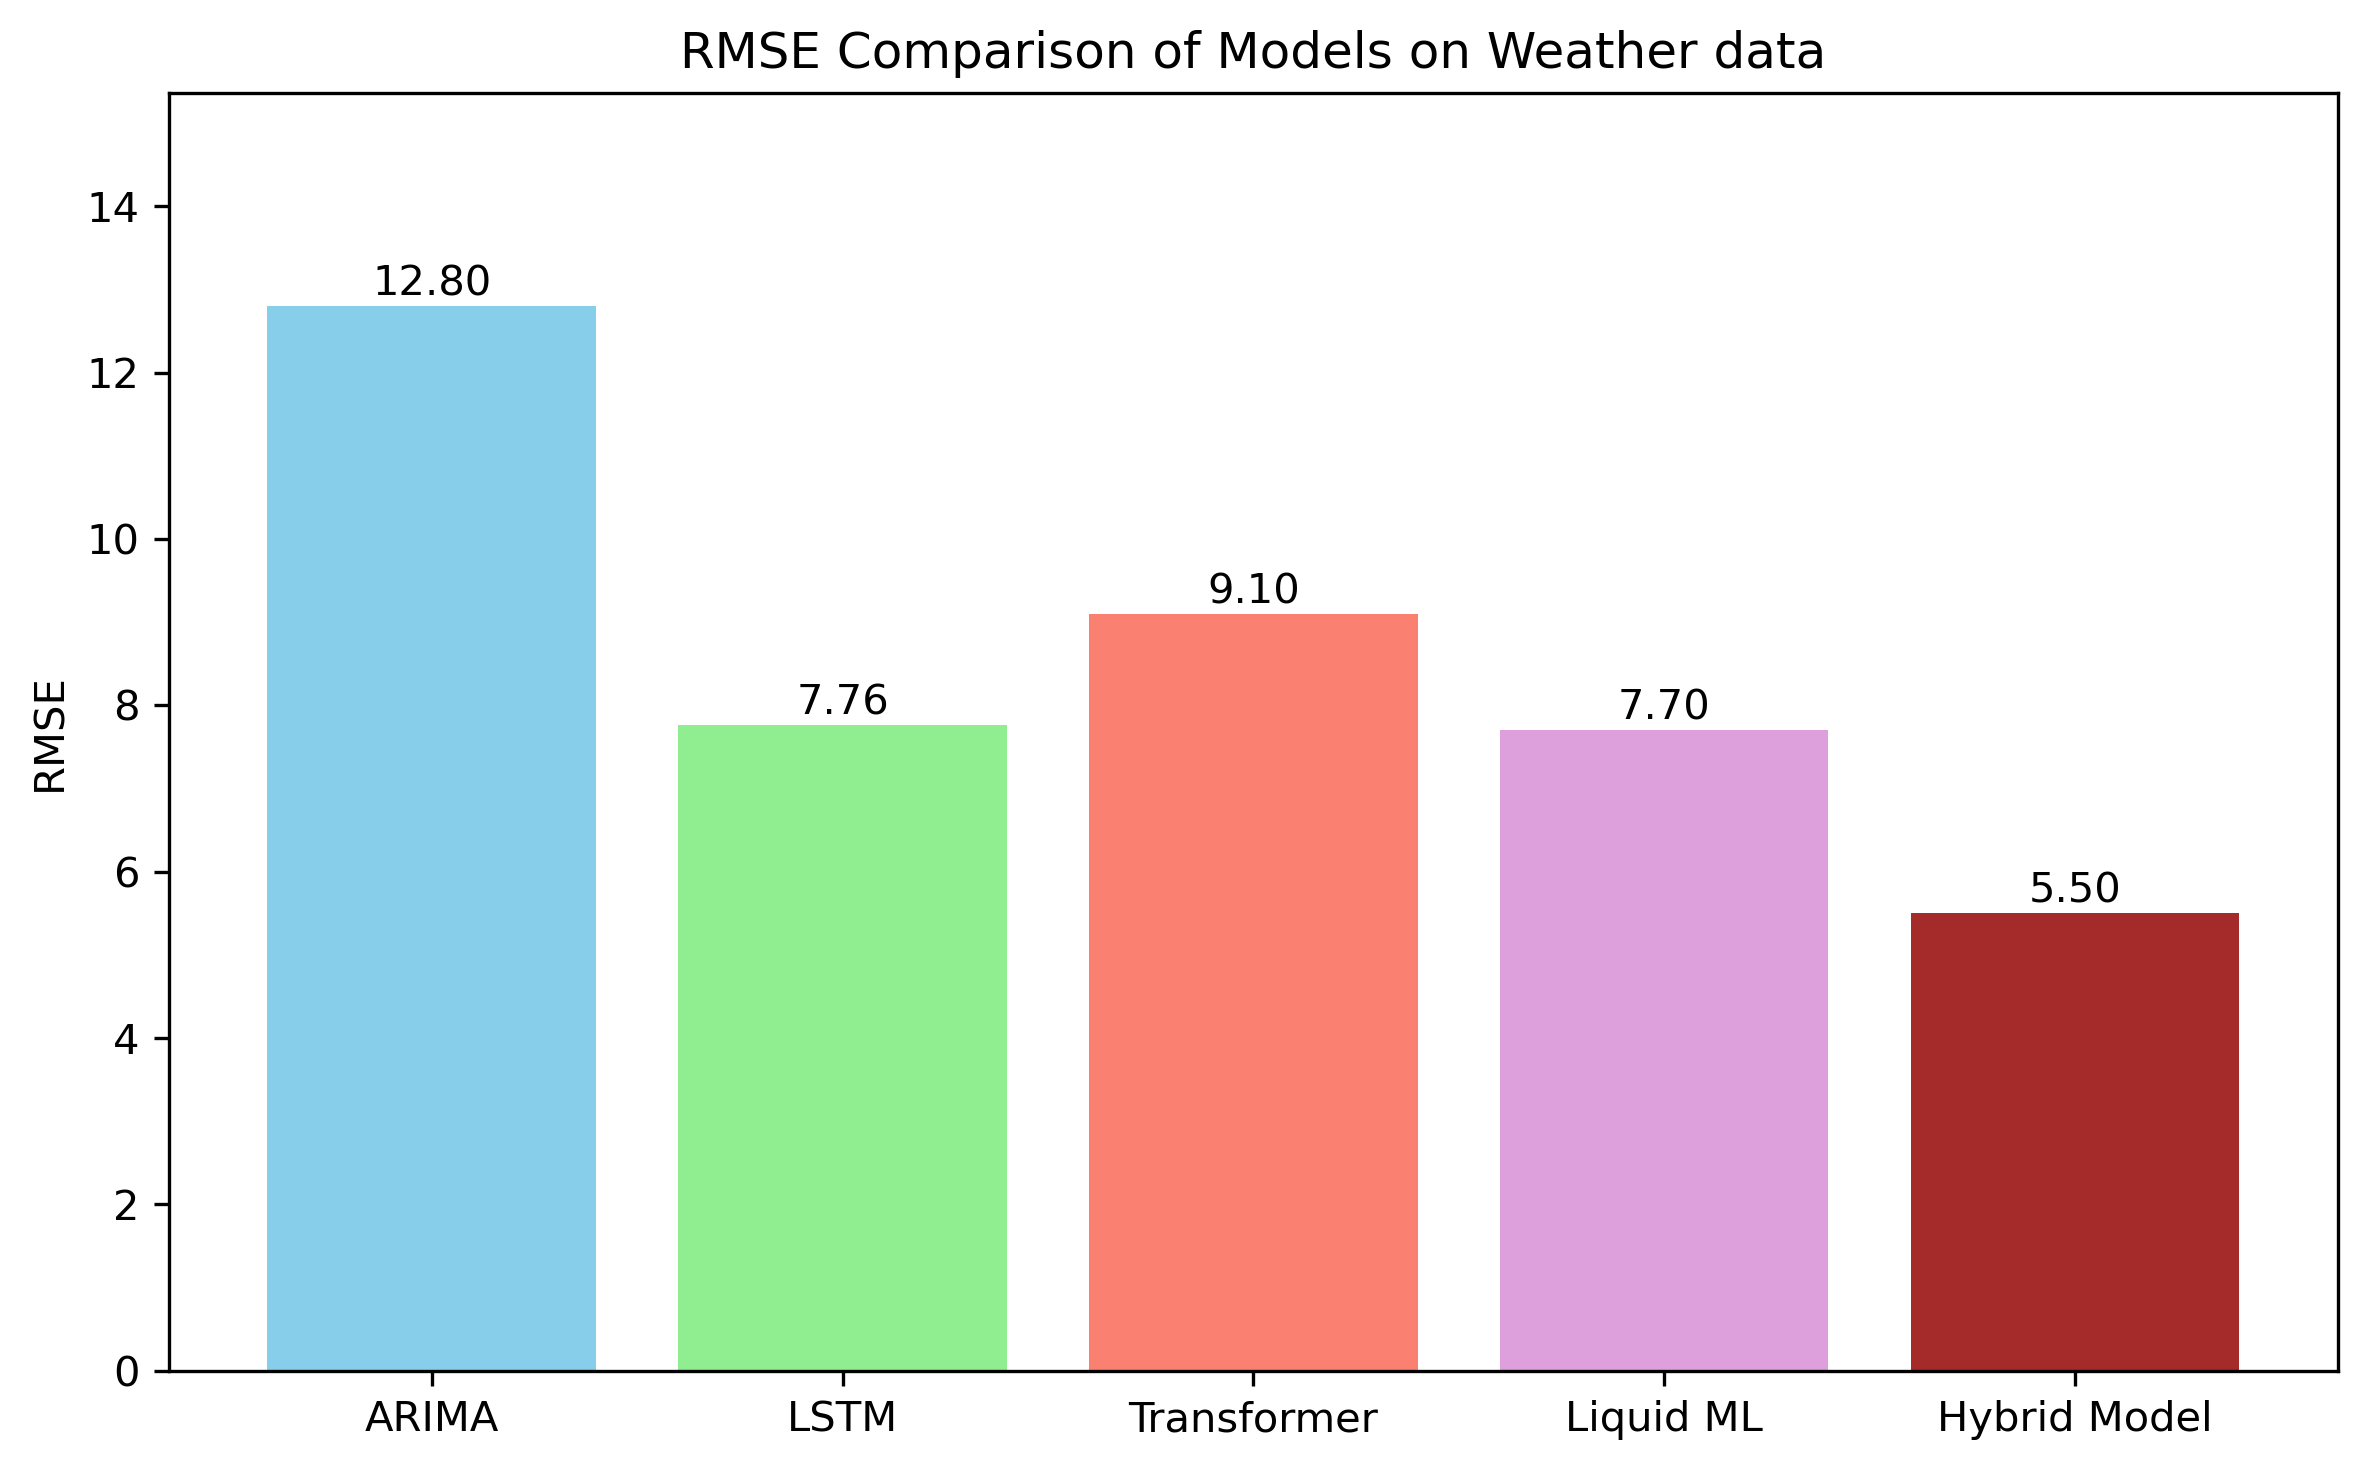 RMSE Comparison of Models on Weather data
RMSE
14
12
10
8
6
4
2
0
12.80
7.76
9.10
7.70
5.50
ARIMA
LSTM
Transformer
Liquid ML
Hybrid Model